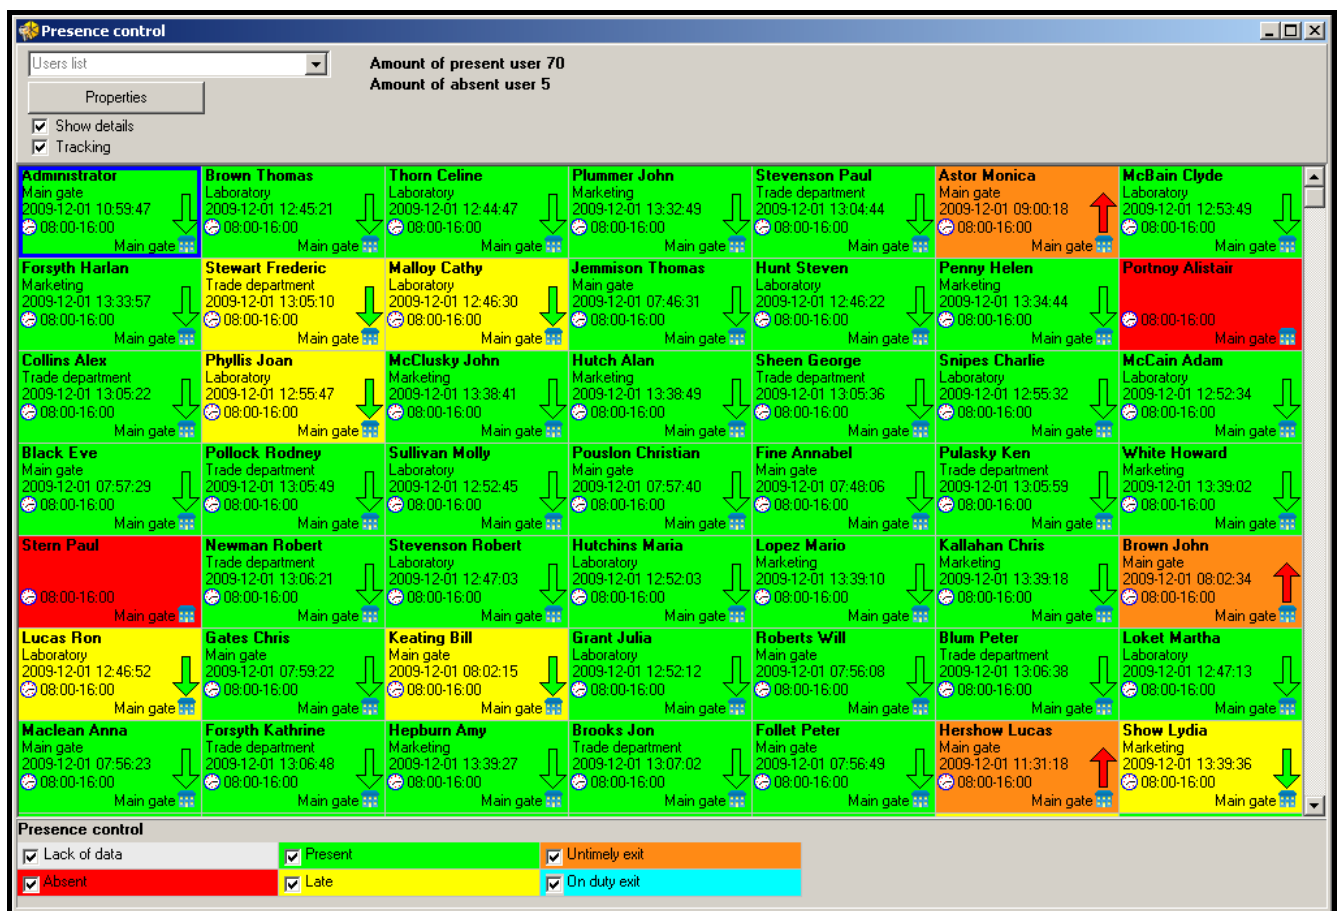 Presence control
Users list
Amount of present user 70
Amount of absent user 5
Properties
Show details
Tracking
Administrator
Main gate
2009-12-01 10:59:47
08:00-16:00
Main gate
Brown Thomas
Laboratory
2009-12-01 12:45:21
08:00-16:00
Main gate
Thorn Celine
Laboratory
2009-12-01 12:44:47
08:00-16:00
Main gate
Plummer John
Marketing
2009-12-01 13:32:49
08:00-16:00
Main gate
Stevenson Paul
Trade department
2009-12-01 13:04:44
08:00-16:00
Main gate
Astor Monica
Main gate
2009-12-01 09:00:18
08:00-16:00
Main gate
McBain Clyde
Laboratory
2009-12-01 12:53:49
08:00-16:00
Main gate
Forsyth Harlan
Marketing
2009-12-01 13:33:57
08:00-16:00
Main gate
Stewart Frederic
Trade department
2009-12-01 13:05:10
08:00-16:00
Main gate
Malloy Cathy
Laboratory
2009-12-01 12:46:30
08:00-16:00
Main gate
Jemmison Thomas
Main gate
2009-12-01 07:46:31
08:00-16:00
Main gate
Hunt Steven
Laboratory
2009-12-01 12:46:22
08:00-16:00
Main gate
Penny Helen
Marketing
2009-12-01 13:34:44
08:00-16:00
Main gate
Portnoy Alistair
08:00-16:00
Main gate
Collins Alex
Trade department
2009-12-01 13:05:22
08:00-16:00
Main gate
Phyllis Joan
Laboratory
2009-12-01 12:55:47
08:00-16:00
Main gate
McClusky John
Marketing
2009-12-01 13:38:41
08:00-16:00
Main gate
Hutch Alan
Marketing
2009-12-01 13:38:49
08:00-16:00
Main gate
Sheen George
Trade department
2009-12-01 13:05:36
08:00-16:00
Main gate
Snipes Charlie
Laboratory
2009-12-01 12:55:32
08:00-16:00
Main gate
McCain Adam
Laboratory
2009-12-01 12:52:34
08:00-16:00
Main gate
Black Eve
Main gate
2009-12-01 07:57:29
08:00-16:00
Main gate
Pollock Rodney
Trade department
2009-12-01 13:05:49
08:00-16:00
Main gate
Sullivan Molly
Laboratory
2009-12-01 12:52:45
08:00-16:00
Main gate
Pouslon Christian
Main gate
2009-12-01 07:57:40
08:00-16:00
Main gate
Fine Annabel
Main gate
2009-12-01 07:48:06
08:00-16:00
Main gate
Pulasky Ken
Trade department
2009-12-01 13:05:59
08:00-16:00
Main gate
White Howard
Marketing
2009-12-01 13:39:02
08:00-16:00
Main gate
Stern Paul
08:00-16:00
Main gate
Newman Robert
Trade department
2009-12-01 13:06:21
08:00-16:00
Main gate
Stevenson Robert
Laboratory
2009-12-01 12:47:03
08:00-16:00
Main gate
Hutchins Maria
Laboratory
2009-12-01 12:52:03
08:00-16:00
Main gate
Lopez Mario
Marketing
2009-12-01 13:39:10
08:00-16:00
Main gate
Kallahan Chris
Marketing
2009-12-01 13:39:18
08:00-16:00
Main gate
Brown John
Main gate
2009-12-01 08:02:34
08:00-16:00
Main gate
Lucas Ron
Laboratory
2009-12-01 12:46:52
08:00-16:00
Main gate
Gates Chris
Main gate
2009-12-01 07:59:22
08:00-16:00
Main gate
Keating Bill
Main gate
2009-12-01 08:02:15
08:00-16:00
Main gate
Grant Julia
Laboratory
2009-12-01 12:52:12
08:00-16:00
Main gate
Roberts Will
Main gate
2009-12-01 07:56:08
08:00-16:00
Main gate
Blum Peter
Trade department
2009-12-01 13:06:38
08:00-16:00
Main gate
Loket Martha
Laboratory
2009-12-01 12:47:13
08:00-16:00
Main gate
Maclean Anna
Main gate
2009-12-01 07:56:23
08:00-16:00
Main gate
Forsyth Kathrine
Trade department
2009-12-01 13:06:48
08:00-16:00
Main gate
Hepburn Amy
Marketing
2009-12-01 13:39:27
08:00-16:00
Main gate
Brooks Jon
Trade department
2009-12-01 13:07:02
08:00-16:00
Main gate
Follet Peter
Main gate
2009-12-01 07:56:49
08:00-16:00
Main gate
Hershow Lucas
Main gate
2009-12-01 11:31:18
08:00-16:00
Main gate
Show Lydia
Marketing
2009-12-01 13:39:36
08:00-16:00
Main gate
Presence control
Lack of data
Present
Untimely exit
Absent
Late
On duty exit